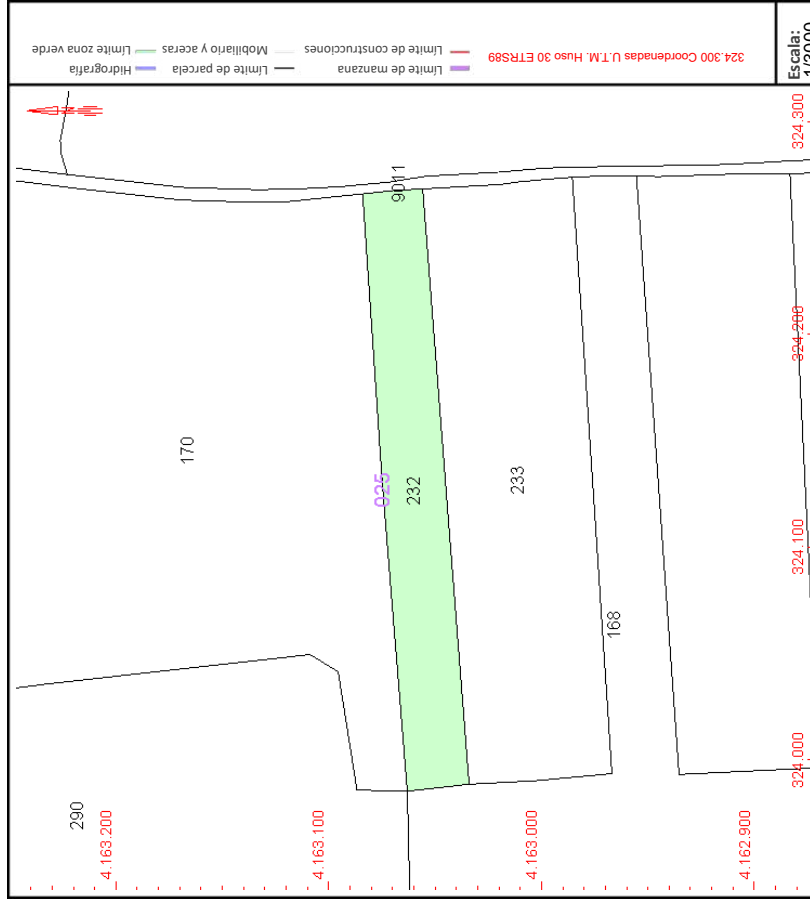 Límite de manzana
Límite de parcela
Hidrografía
Límite de construcciones
Mobiliario y aceras
Límite zona verde
324.300 Coordenadas U.T.M. Huso 30 ETRS89
Escala:
324.300
324.200
324.100
324.000
4.163.200
4.163.100
4.163.000
4.162.900
9011
170
025
232
233
168
290